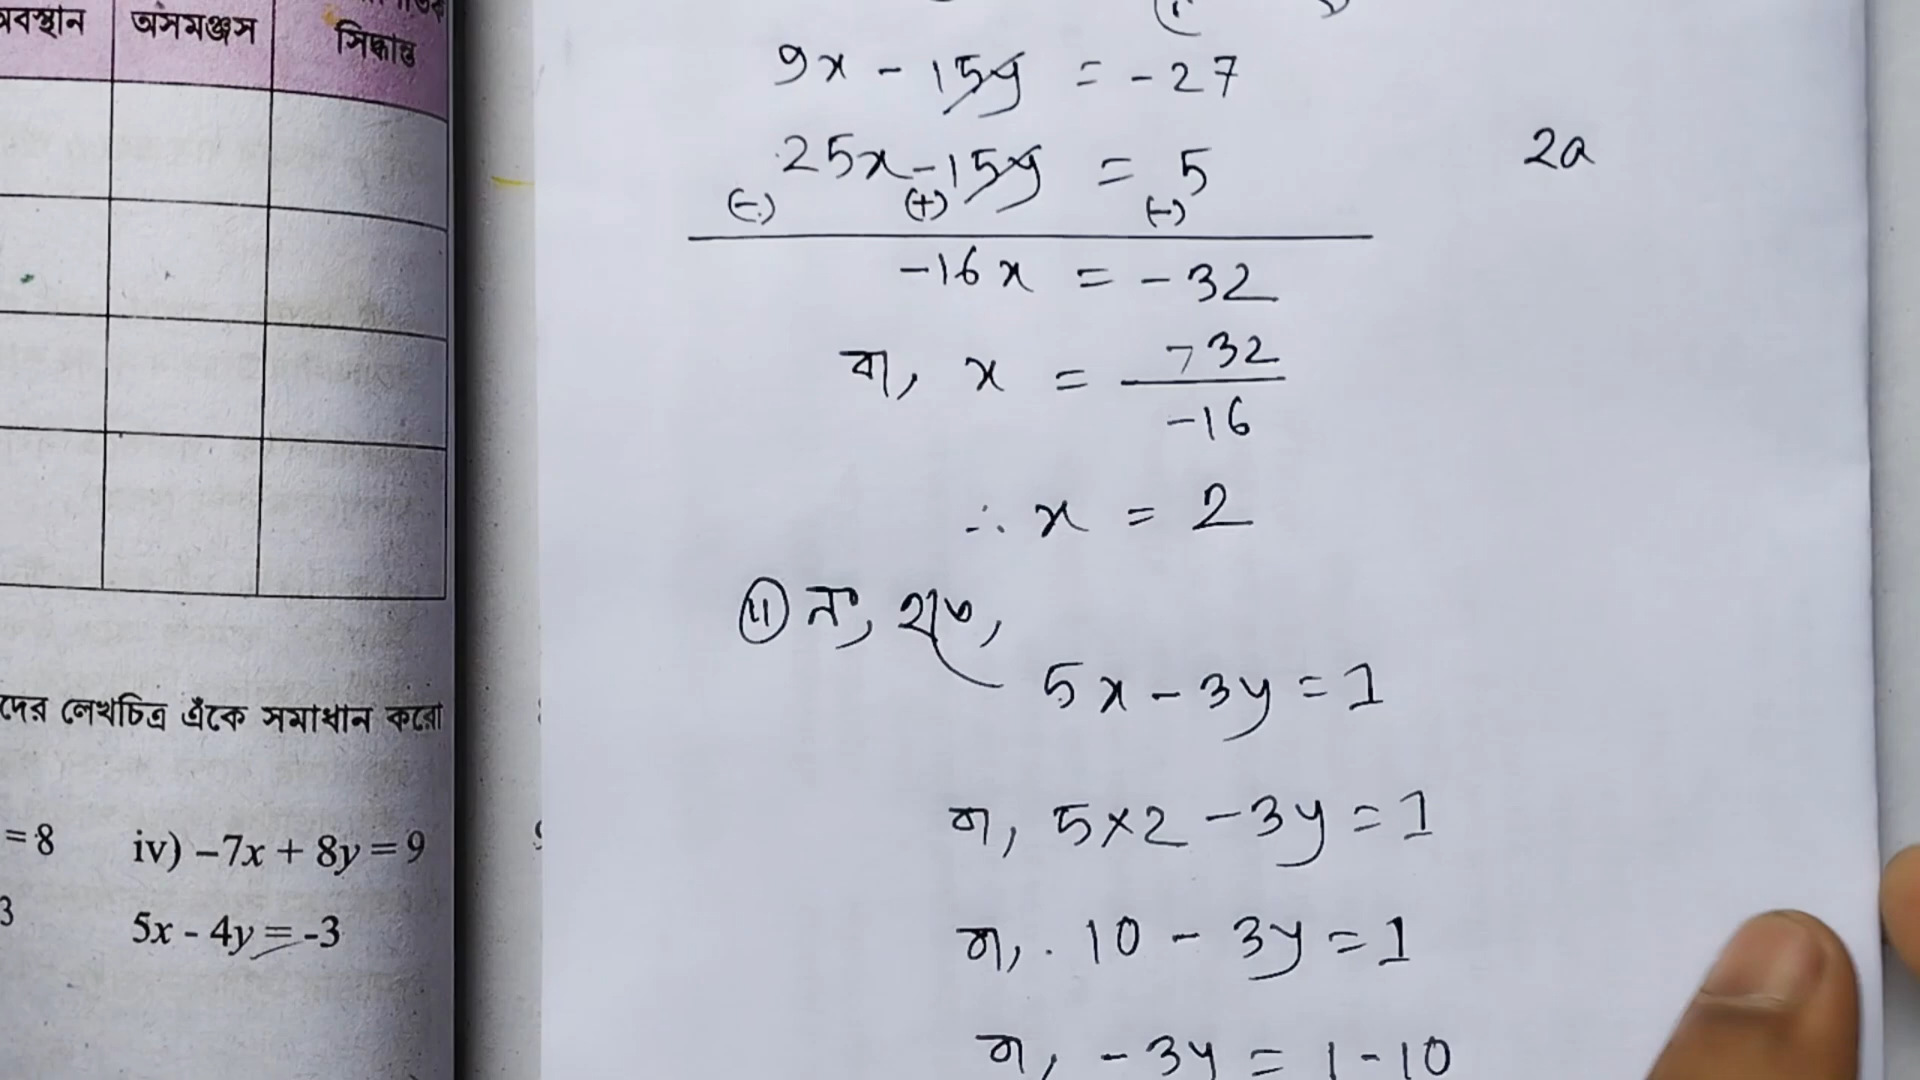 অসমঞ্জস
সিদ্ধান্ত
লেখচিত্র এঁকে সমাধান করো
= 8 iv) –7x + 8y = 9
3 5x - 4y = -3
9x - 15y = -27
25x - 15y = 5
(-) (+) (-)
-16x = -32
বা, x = -32
-16
∴ x = 2
(ii) নং হতে,
5x - 3y = 1
বা, 5×2 - 3y = 1
বা, 10 - 3y = 1
বা, -3y = 1-10
2a